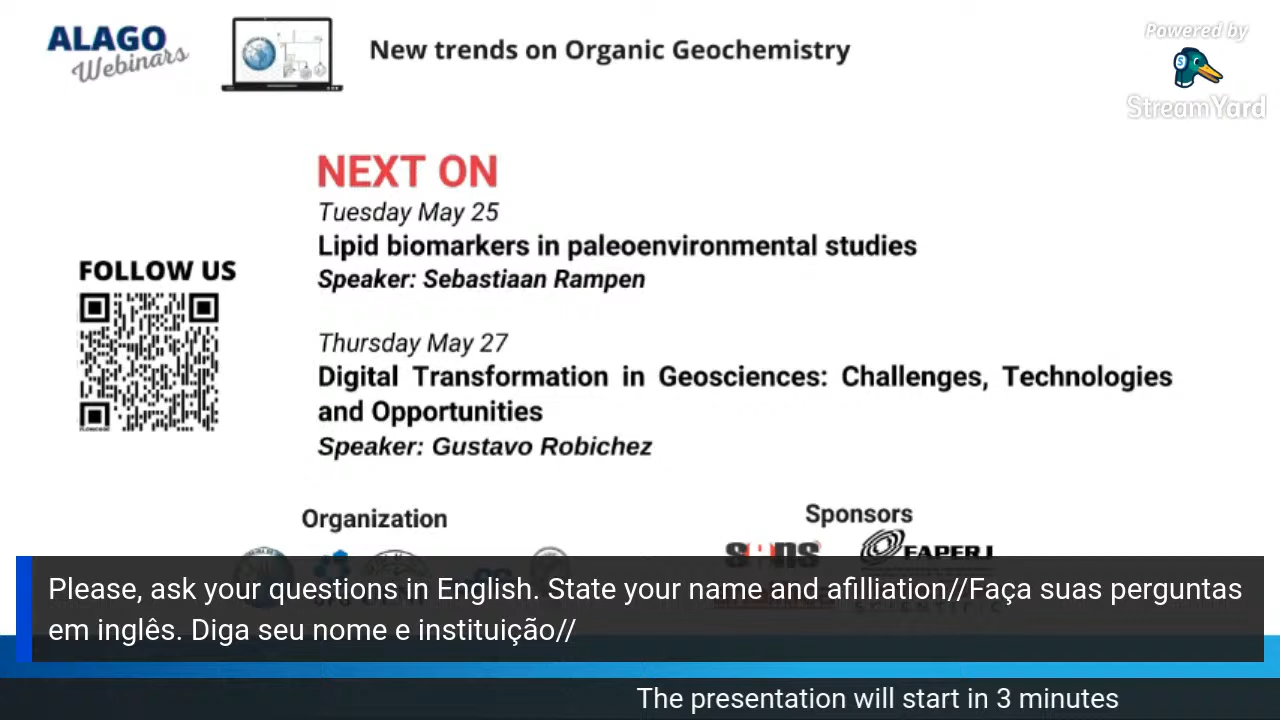 ALAGO
Webinars
New trends on Organic Geochemistry
Powered by
StreamYard
NEXT ON
Tuesday May 25
Lipid biomarkers in paleoenvironmental studies
Speaker: Sebastiaan Rampen
FOLLOW US
Thursday May 27
Digital Transformation in Geosciences: Challenges, Technologies
and Opportunities
Speaker: Gustavo Robichez
Organization
Sponsors
FAPERJ
Please, ask your questions in English. State your name and afilliation//Faça suas perguntas
em inglês. Diga seu nome e instituição//
The presentation will start in 3 minutes